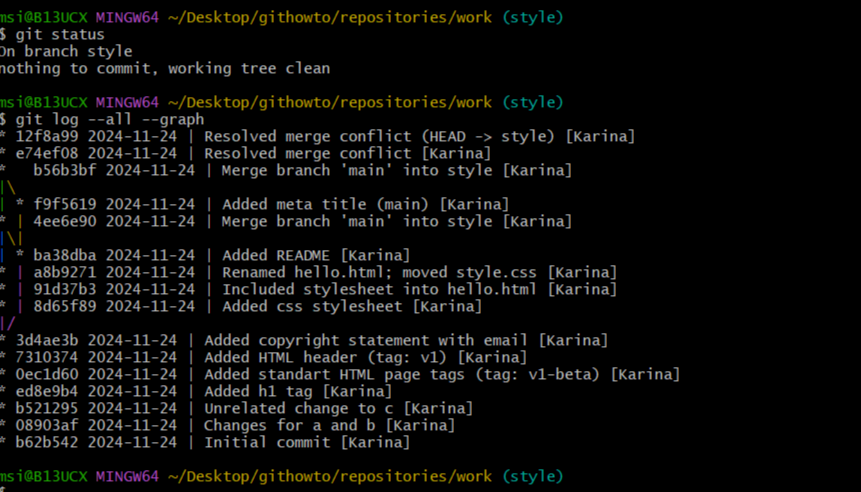 msi@B13UCX MINGW64 ~/Desktop/githowto/repositories/work (style)
$ git status
On branch style
nothing to commit, working tree clean
msi@B13UCX MINGW64 ~/Desktop/githowto/repositories/work (style)
$ git log --all --graph
* 12f8a99 2024-11-24 | Resolved merge conflict (HEAD -> style) [Karina]
* e74ef08 2024-11-24 | Resolved merge conflict [Karina]
*   b56b3bf 2024-11-24 | Merge branch 'main' into style [Karina]
|\
| * f9f5619 2024-11-24 | Added meta title (main) [Karina]
* | 4ee6e90 2024-11-24 | Merge branch 'main' into style [Karina]
|\|
| * ba38dba 2024-11-24 | Added README [Karina]
* | a8b9271 2024-11-24 | Renamed hello.html; moved style.css [Karina]
* | 91d37b3 2024-11-24 | Included stylesheet into hello.html [Karina]
* | 8d65f89 2024-11-24 | Added css stylesheet [Karina]
|/
* 3d4ae3b 2024-11-24 | Added copyright statement with email [Karina]
* 7310374 2024-11-24 | Added HTML header (tag: v1) [Karina]
* 0ec1d60 2024-11-24 | Added standart HTML page tags (tag: v1-beta) [Karina]
* ed8e9b4 2024-11-24 | Added h1 tag [Karina]
* b521295 2024-11-24 | Unrelated change to c [Karina]
* 08903af 2024-11-24 | Changes for a and b [Karina]
* b62b542 2024-11-24 | Initial commit [Karina]
msi@B13UCX MINGW64 ~/Desktop/githowto/repositories/work (style)
$